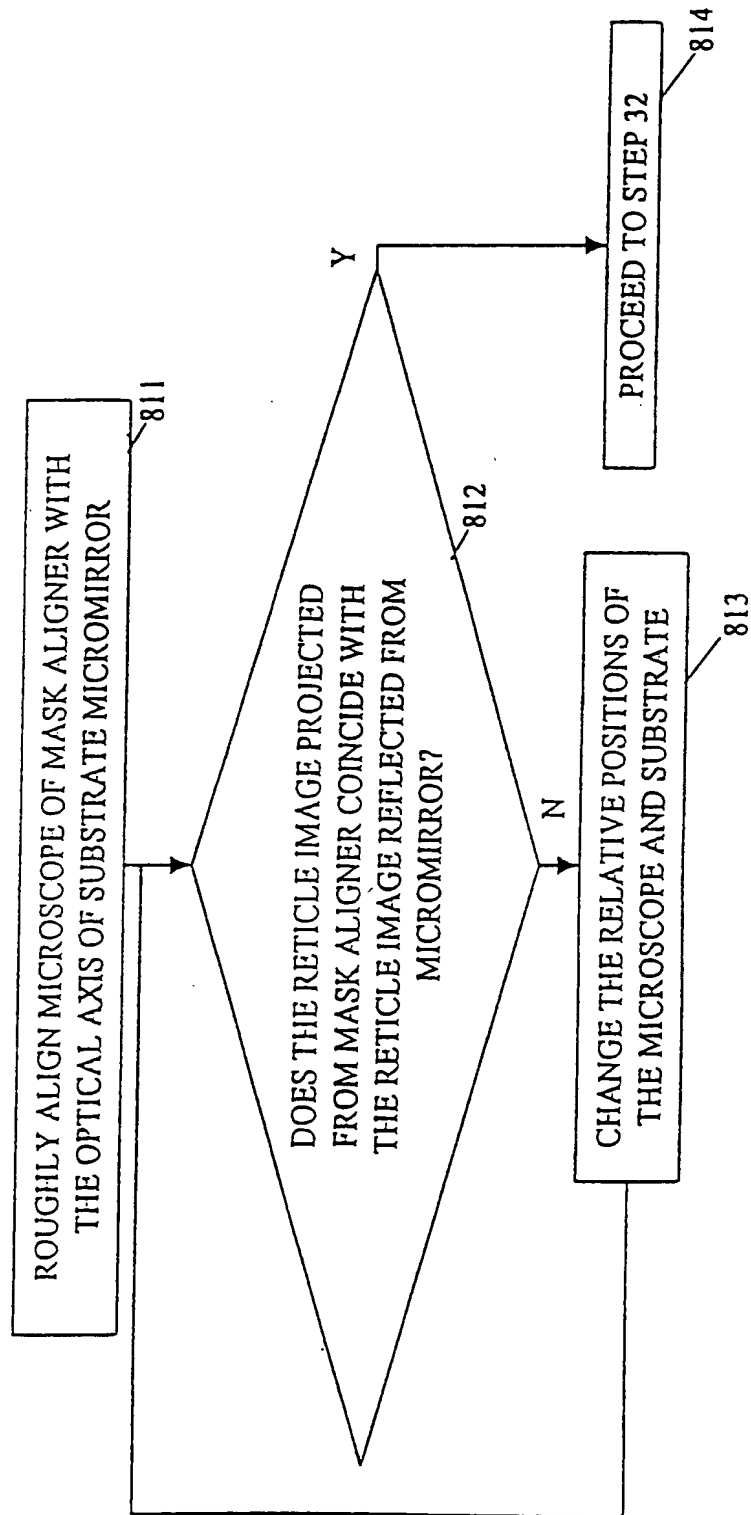 ROUGHLY ALIGN MICROSCOPE OF MASK ALIGNER WITH
THE OPTICAL AXIS OF SUBSTRATE MICROMIRROR
811
DOES THE RETICLE IMAGE PROJECTED
FROM MASK ALIGNER COINCIDE WITH
THE RETICLE IMAGE REFLECTED FROM
MICROMIRROR?
812
Y
N
CHANGE THE RELATIVE POSITIONS OF
THE MICROSCOPE AND SUBSTRATE
813
PROCEED TO STEP 32
814